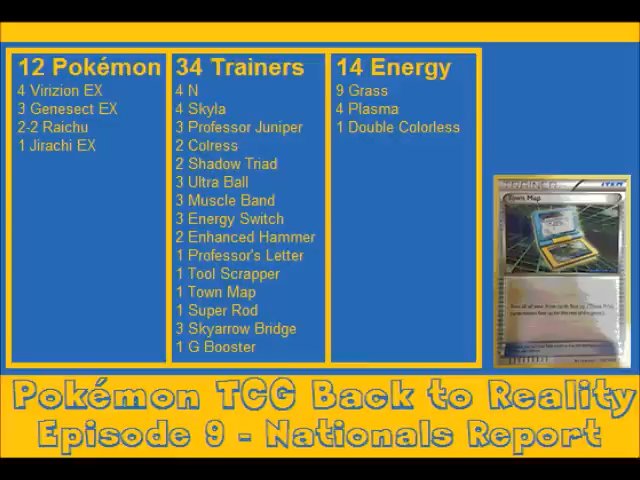 12 Pokémon
4 Virizion EX
3 Genesect EX
2-2 Raichu
1 Jirachi EX
34 Trainers
4 N
4 Skyla
3 Professor Juniper
2 Colress
2 Shadow Triad
3 Ultra Ball
3 Muscle Band
3 Energy Switch
2 Enhanced Hammer
1 Professor's Letter
1 Tool Scrapper
1 Town Map
1 Super Rod
3 Skyarrow Bridge
1 G Booster
14 Energy
9 Grass
4 Plasma
1 Double Colorless
TRAINER ITEM
Town Map
Pokémon TCG Back to Reality
Episode 9 - Nationals Report